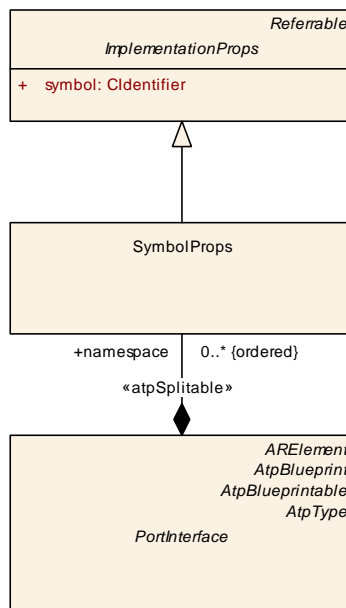 Referrable
ImplementationProps
+ symbol: CIdentifier
SymbolProps
+namespace 0..* {ordered}
«atpSplitable»
ARElement
AtpBlueprint
AtpBlueprintable
AtpType
PortInterface